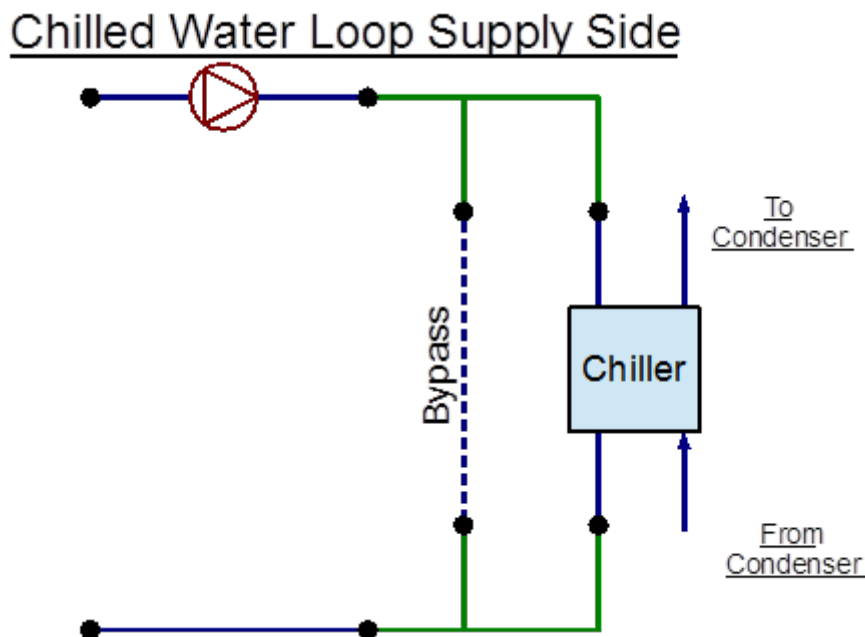 Chilled Water Loop Supply Side
To
Condenser
Bypass
Chiller
From
Condenser